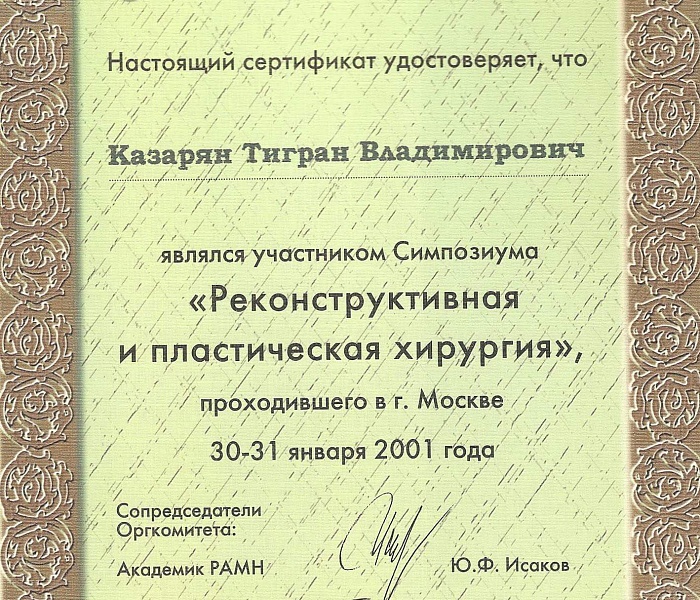 Настоящий сертификат удостоверяет, что
Казарян Тигран Владимирович
являлся участником Симпозиума
«Реконструктивная
и пластическая хирургия»,
проходившего в г. Москве
30-31 января 2001 года
Сопредседатели
Оргкомитета:
Академик РАМН Ю.Ф. Исаков